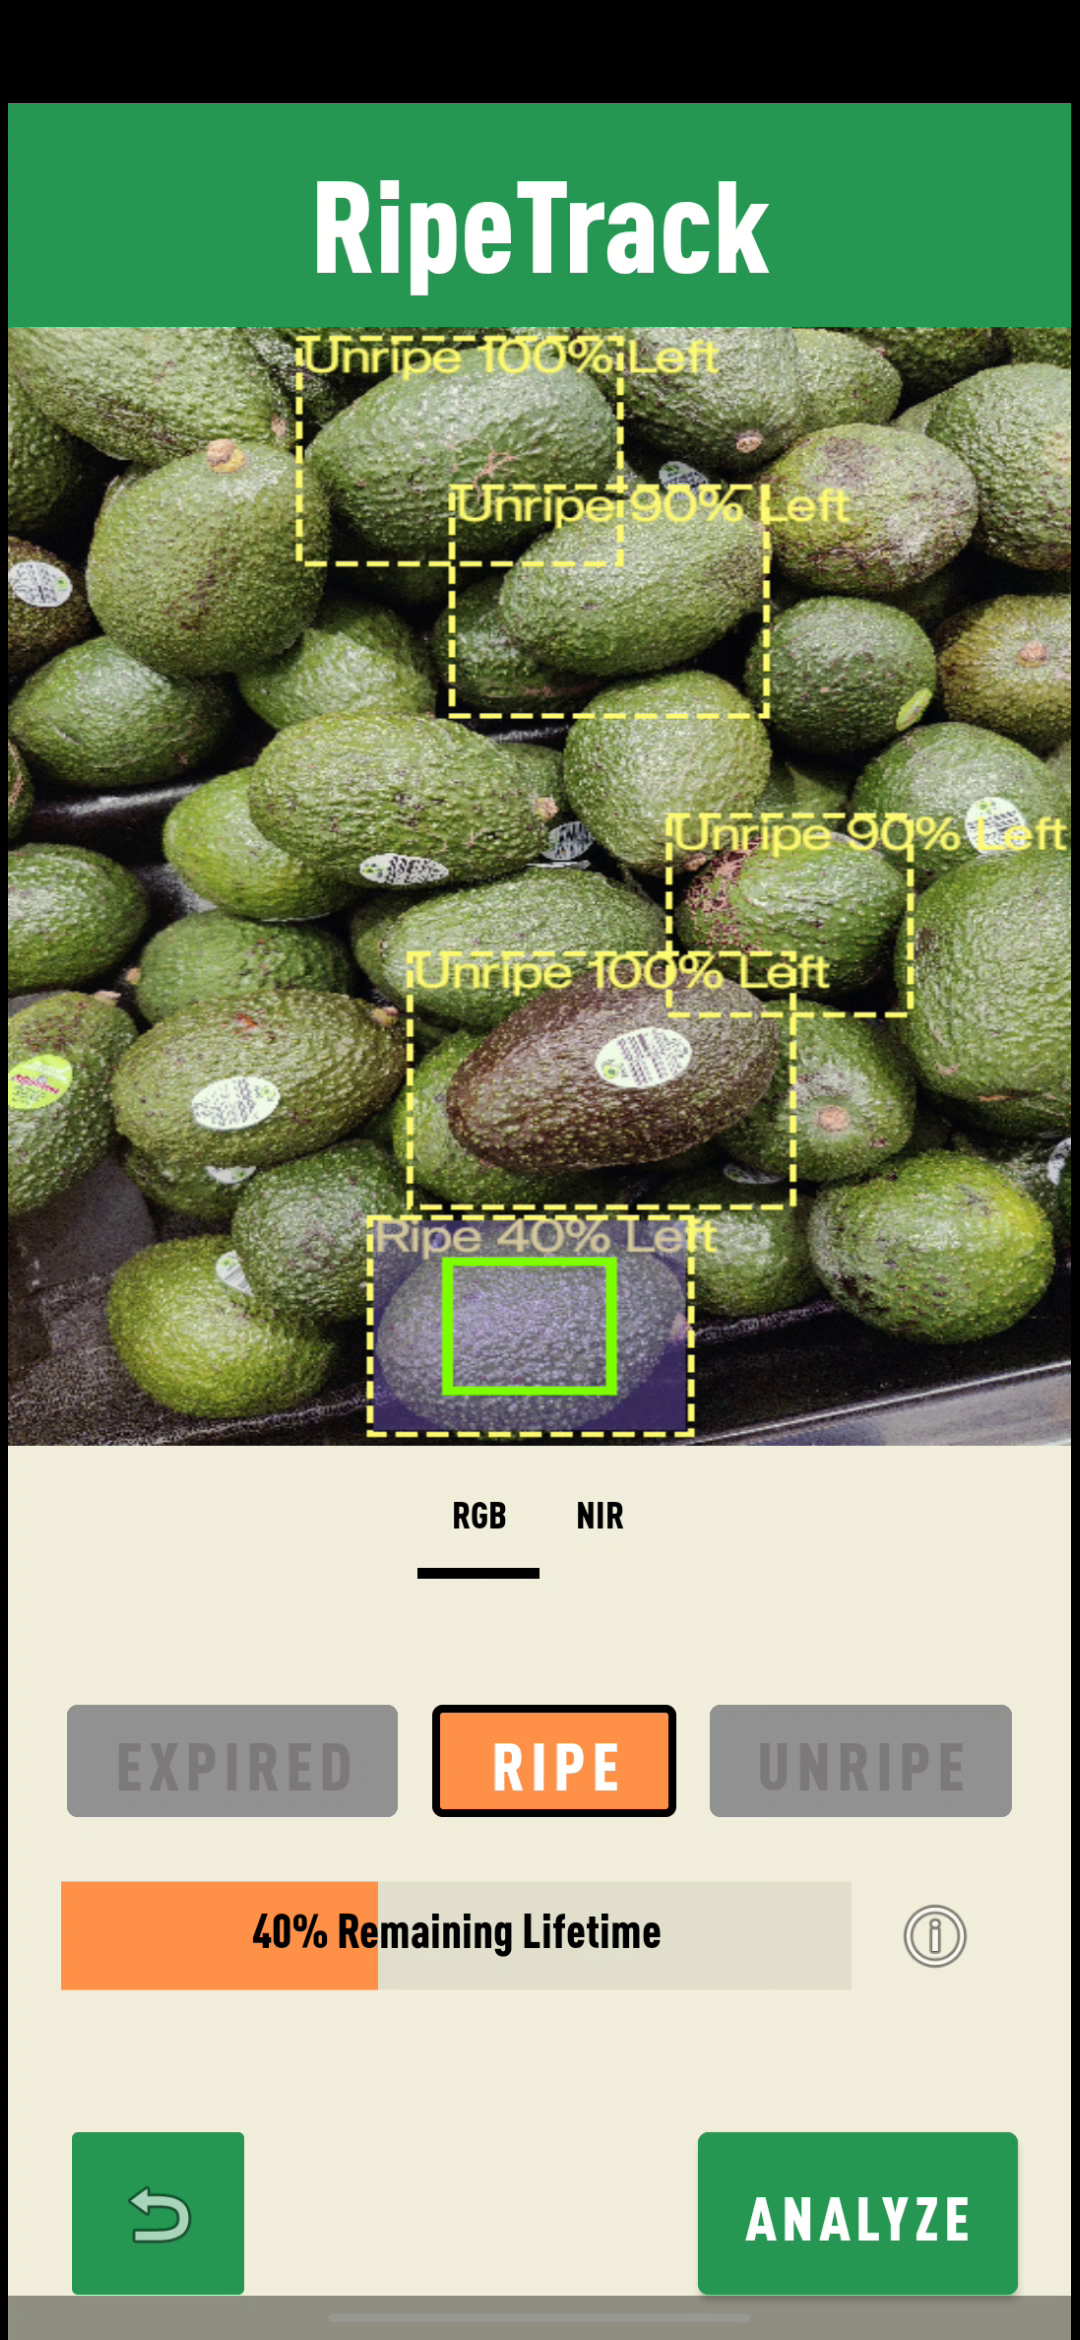 RipeTrack
Unripe 100% Left
Unripe 90% Left
Unripe 90% Left
Unripe 100% Left
Ripe 40% Left
RGB NIR
EXPIRED RIPE UNRIPE
40% Remaining Lifetime
ANALYZE